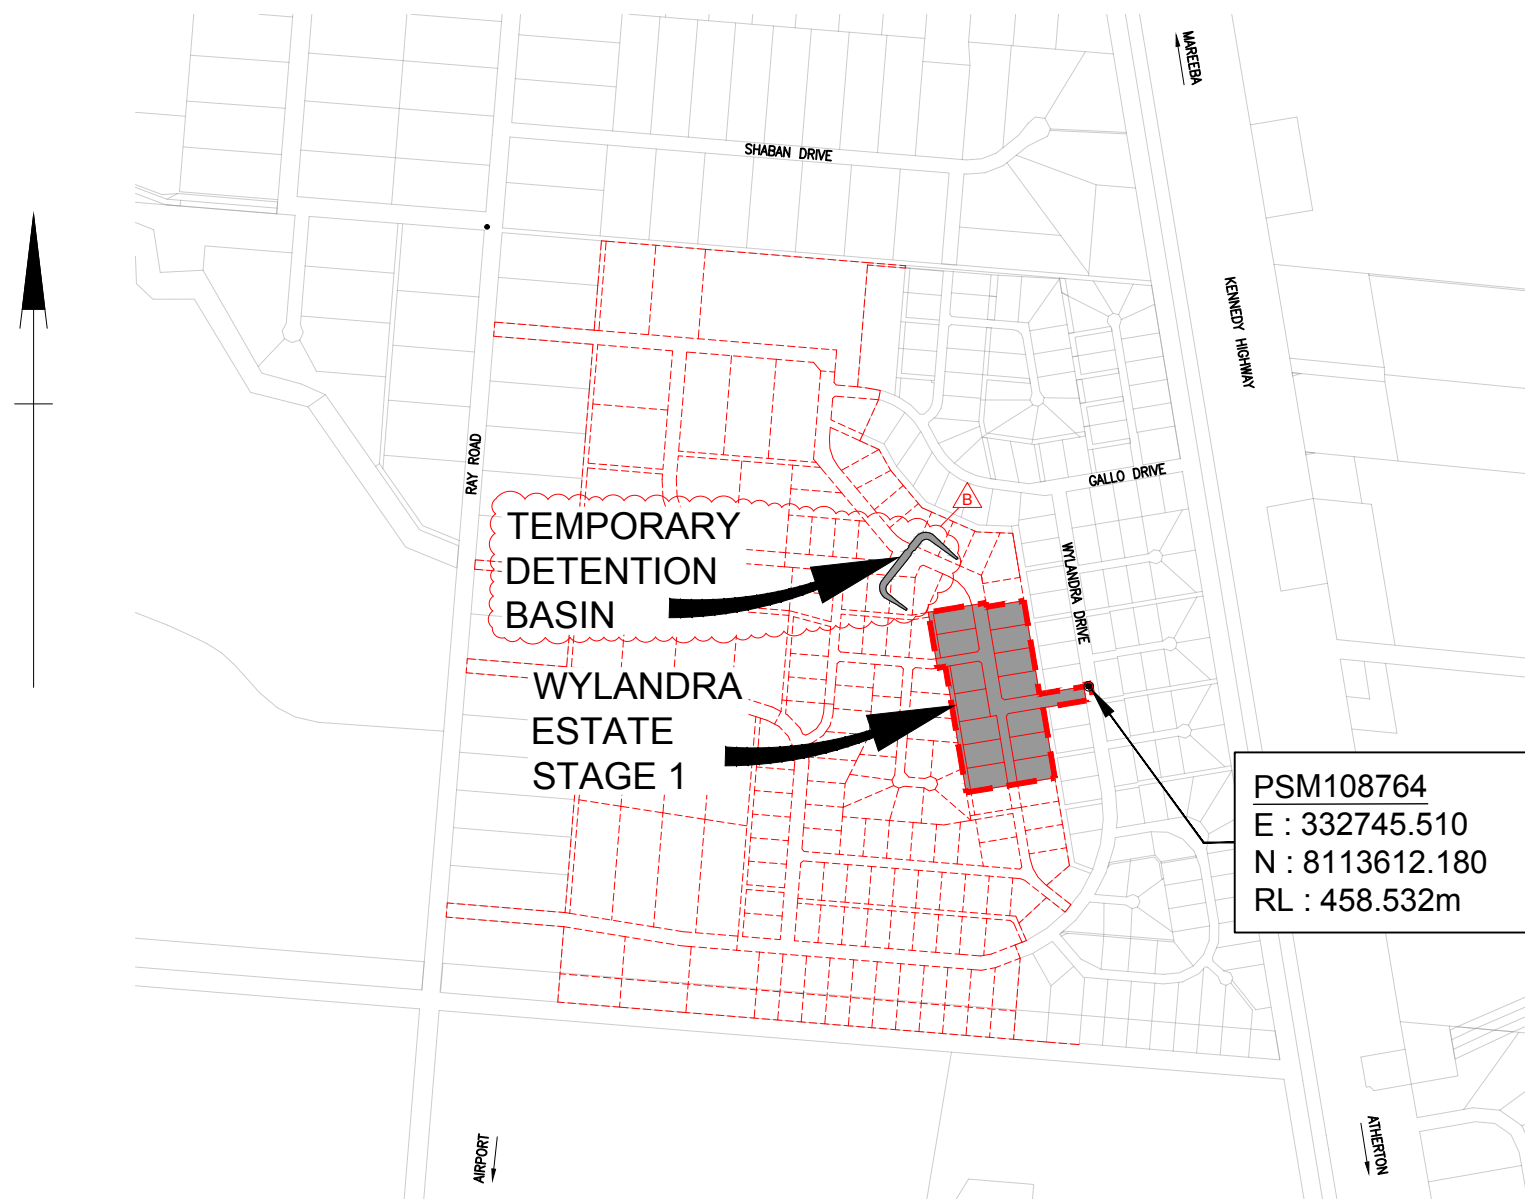 MAREEBA
SHABAN DRIVE
KENNEDY HIGHWAY
RAY ROAD
GALLO DRIVE
B
TEMPORARY
DETENTION
BASIN
WYLANDRA DRIVE
WYLANDRA
ESTATE
STAGE 1
PSM108764
E : 332745.510
N : 8113612.180
RL : 458.532m
AIRPORT
ATHERTON